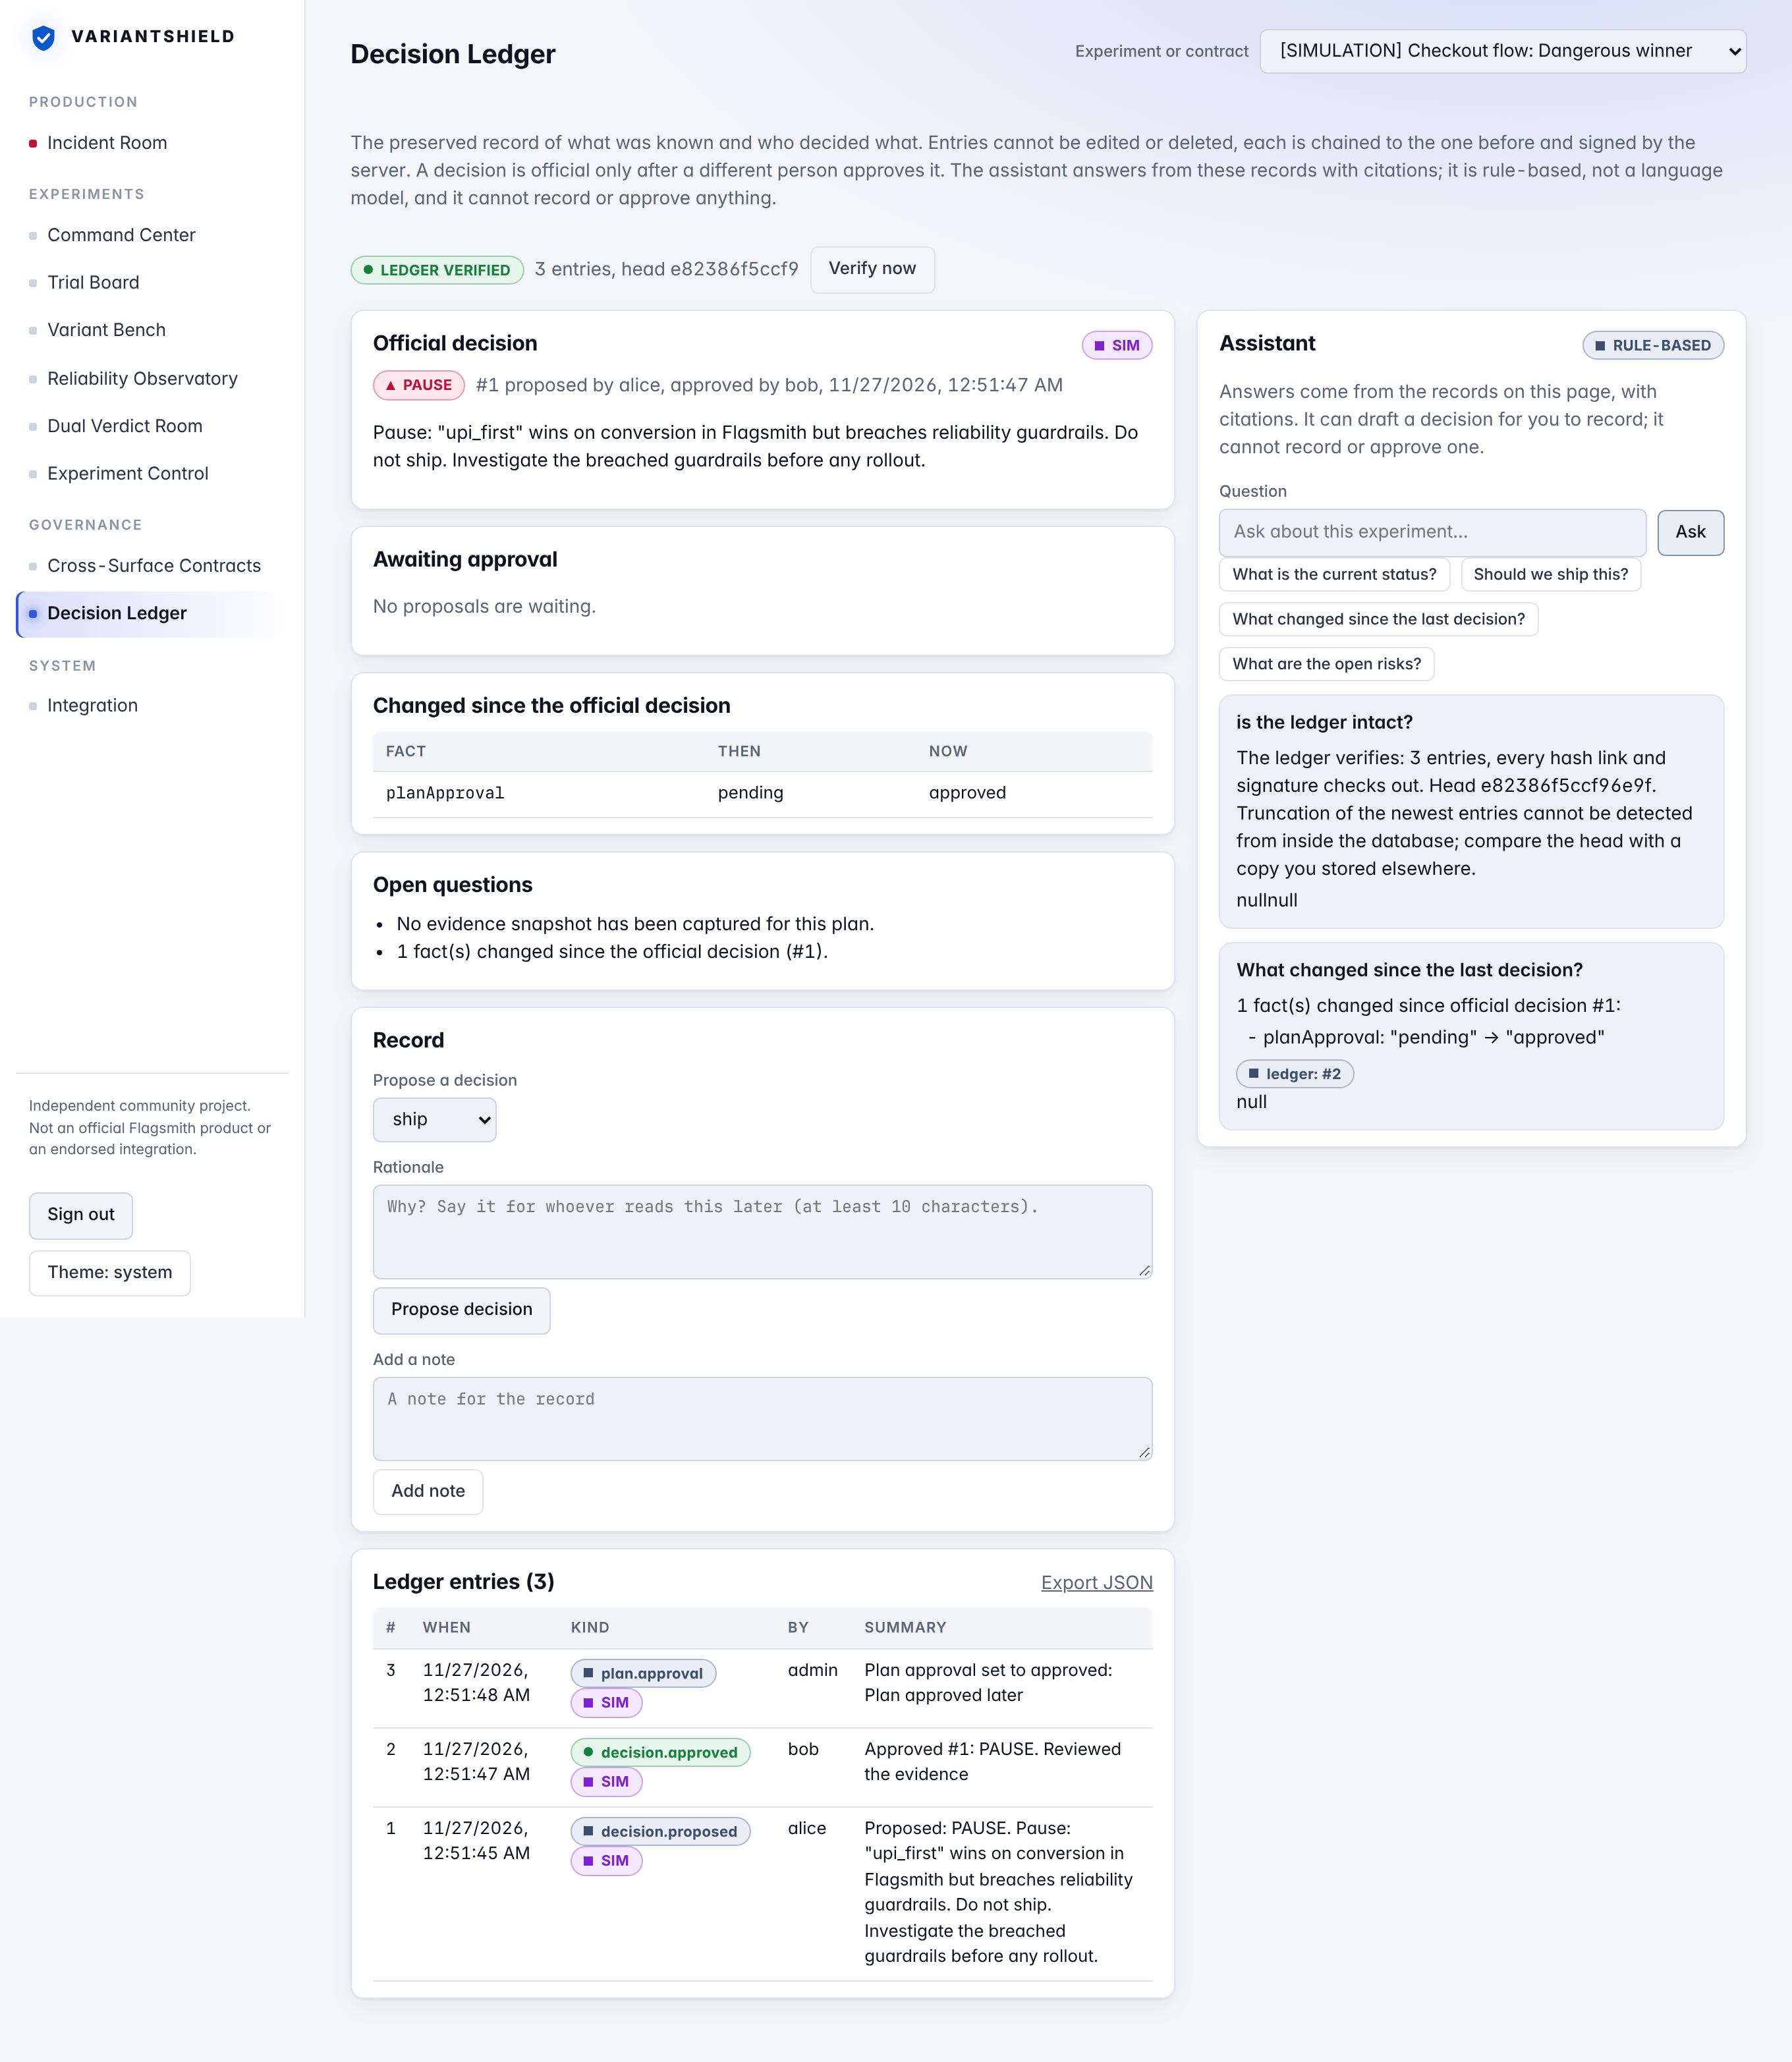 VARIANTSHIELD
PRODUCTION
Incident Room
EXPERIMENTS
Command Center
Trial Board
Variant Bench
Reliability Observatory
Dual Verdict Room
Experiment Control
GOVERNANCE
Cross-Surface Contracts
Decision Ledger
SYSTEM
Integration
Independent community project.
Not an official Flagsmith product or
an endorsed integration.
Sign out
Theme: system
Decision Ledger
Experiment or contract
[SIMULATION] Checkout flow: Dangerous winner
The preserved record of what was known and who decided what. Entries cannot be edited or deleted, each is chained to the one before and signed by the
server. A decision is official only after a different person approves it. The assistant answers from these records with citations; it is rule-based, not a language
model, and it cannot record or approve anything.
LEDGER VERIFIED 3 entries, head e82386f5ccf9 Verify now
Official decision
SIM
PAUSE #1 proposed by alice, approved by bob, 11/27/2026, 12:51:47 AM
Pause: "upi_first" wins on conversion in Flagsmith but breaches reliability guardrails. Do
not ship. Investigate the breached guardrails before any rollout.
Awaiting approval
No proposals are waiting.
Changed since the official decision
FACT THEN NOW
planApproval pending approved
Open questions
• No evidence snapshot has been captured for this plan.
• 1 fact(s) changed since the official decision (#1).
Record
Propose a decision
ship
Rationale
Why? Say it for whoever reads this later (at least 10 characters).
Propose decision
Add a note
A note for the record
Add note
Ledger entries (3)
Export JSON
# WHEN KIND BY SUMMARY
3 11/27/2026, plan.approval admin Plan approval set to approved:
12:51:48 AM SIM Plan approved later
2 11/27/2026, decision.approved bob Approved #1: PAUSE. Reviewed
12:51:47 AM SIM the evidence
1 11/27/2026, decision.proposed alice Proposed: PAUSE. Pause:
12:51:45 AM SIM "upi_first" wins on conversion in
Flagsmith but breaches reliability
guardrails. Do not ship.
Investigate the breached
guardrails before any rollout.
Assistant
RULE-BASED
Answers come from the records on this page, with
citations. It can draft a decision for you to record; it
cannot record or approve one.
Question
Ask about this experiment...
Ask
What is the current status? Should we ship this?
What changed since the last decision?
What are the open risks?
is the ledger intact?
The ledger verifies: 3 entries, every hash link and
signature checks out. Head e82386f5ccf96e9f.
Truncation of the newest entries cannot be detected
from inside the database; compare the head with a
copy you stored elsewhere.
nullnull
What changed since the last decision?
1 fact(s) changed since official decision #1:
- planApproval: "pending" → "approved"
ledger: #2
null